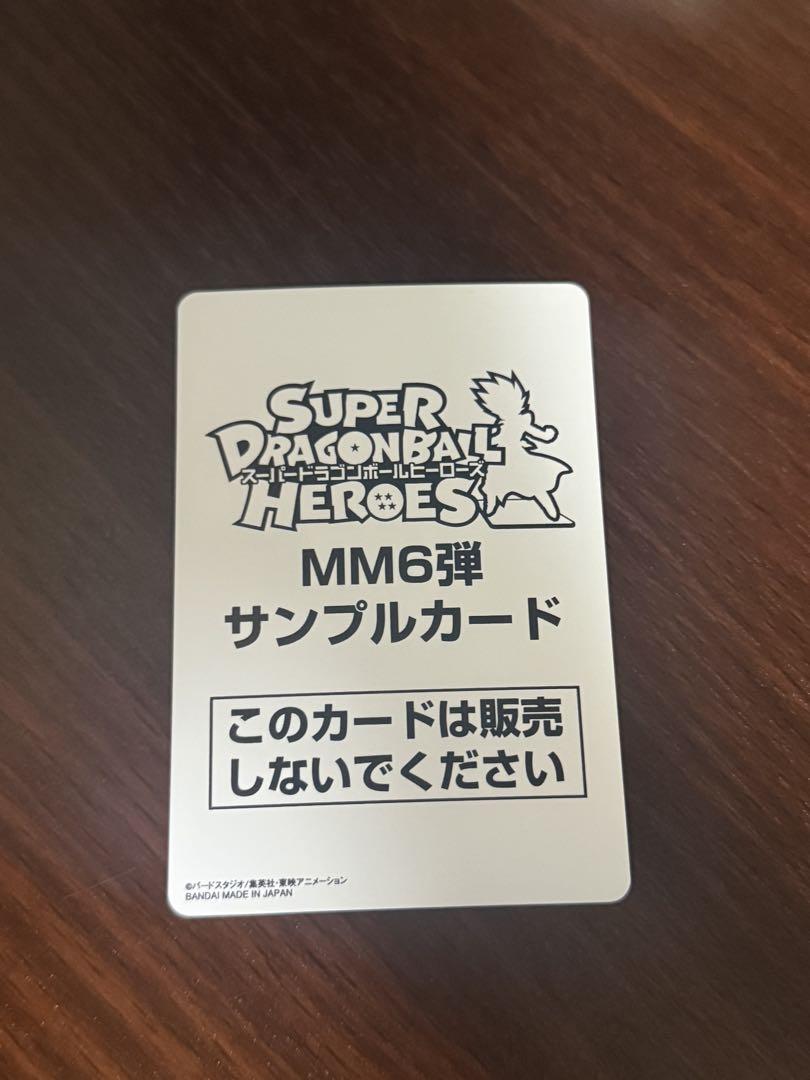 SUPER
DRAGONBALL
スーパードラゴンボールヒーローズ
HEROES
MM6弾
サンプルカード
このカードは販売
しないでください
©バードスタジオ/集英社・東映アニメーション
BANDAI MADE IN JAPAN